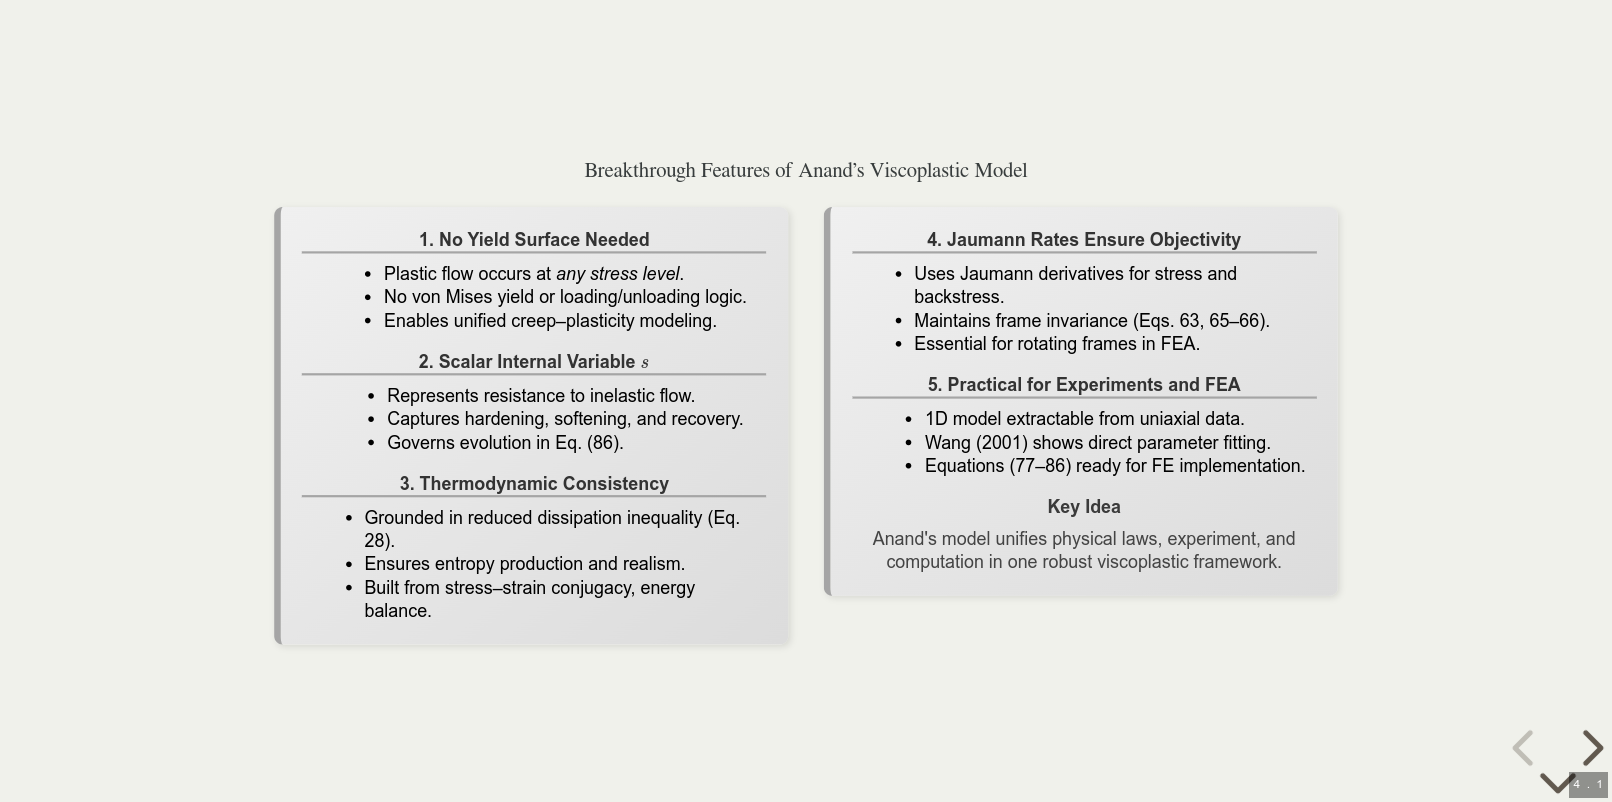 Breakthrough Features of Anand’s Viscoplastic Model
1. No Yield Surface Needed
• Plastic flow occurs at any stress level.
• No von Mises yield or loading/unloading logic.
• Enables unified creep–plasticity modeling.
2. Scalar Internal Variable s
• Represents resistance to inelastic flow.
• Captures hardening, softening, and recovery.
• Governs evolution in Eq. (86).
3. Thermodynamic Consistency
• Grounded in reduced dissipation inequality (Eq.
28).
• Ensures entropy production and realism.
• Built from stress–strain conjugacy, energy
balance.
4. Jaumann Rates Ensure Objectivity
• Uses Jaumann derivatives for stress and
backstress.
• Maintains frame invariance (Eqs. 63, 65–66).
• Essential for rotating frames in FEA.
5. Practical for Experiments and FEA
• 1D model extractable from uniaxial data.
• Wang (2001) shows direct parameter fitting.
• Equations (77–86) ready for FE implementation.
Key Idea
Anand's model unifies physical laws, experiment, and
computation in one robust viscoplastic framework.
4 . 1